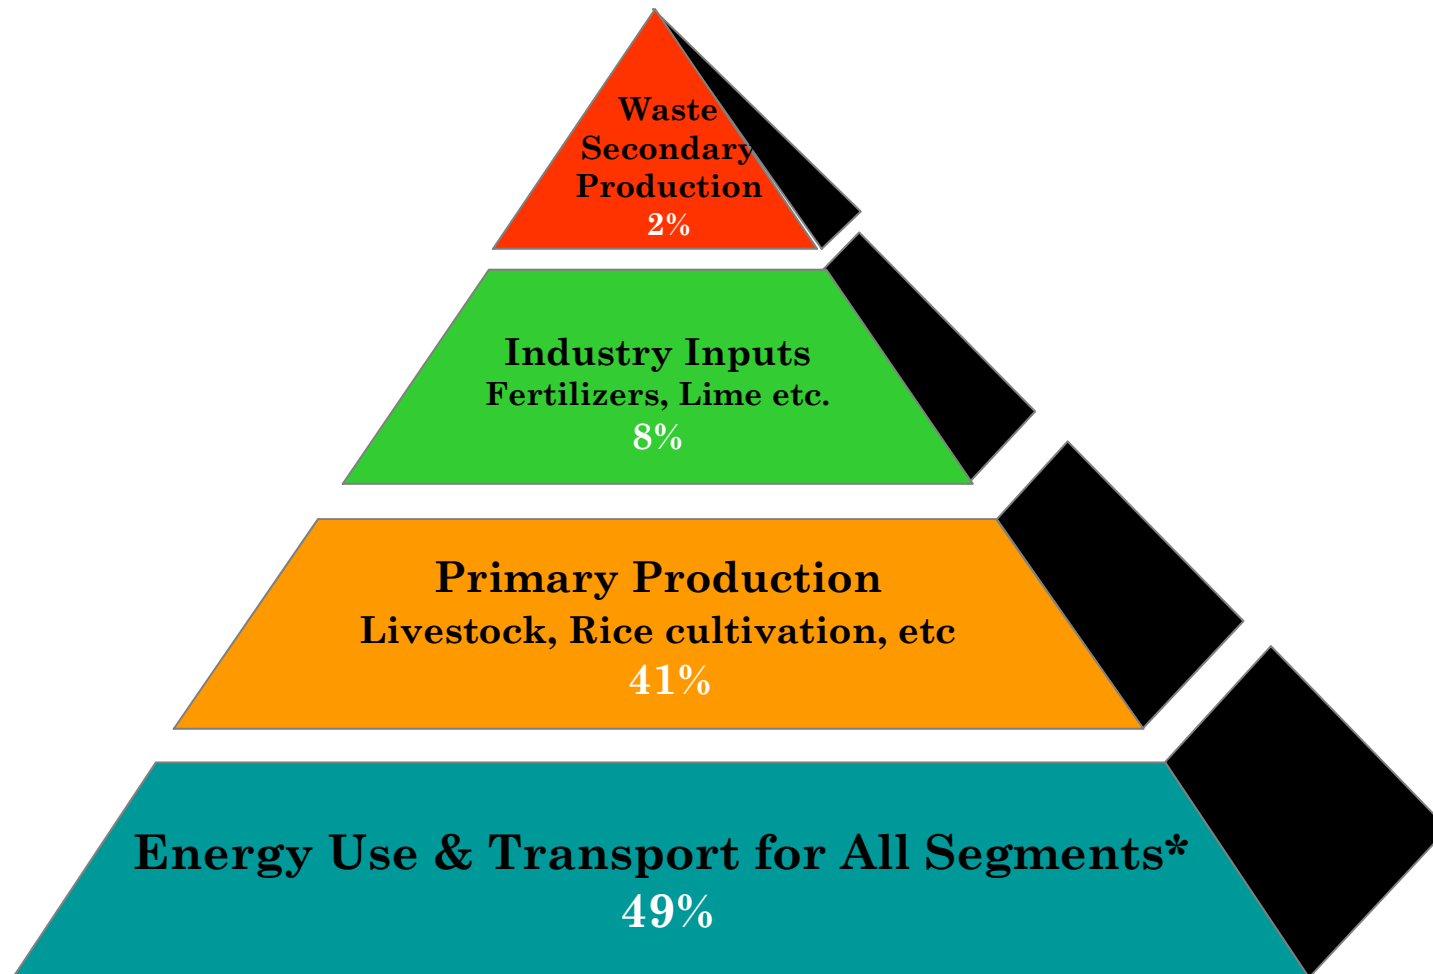 Waste
Secondary
Production
2%
Industry Inputs
Fertilizers, Lime etc.
8%
Primary Production
Livestock, Rice cultivation, etc
41%
Energy Use & Transport for All Segments*
49%